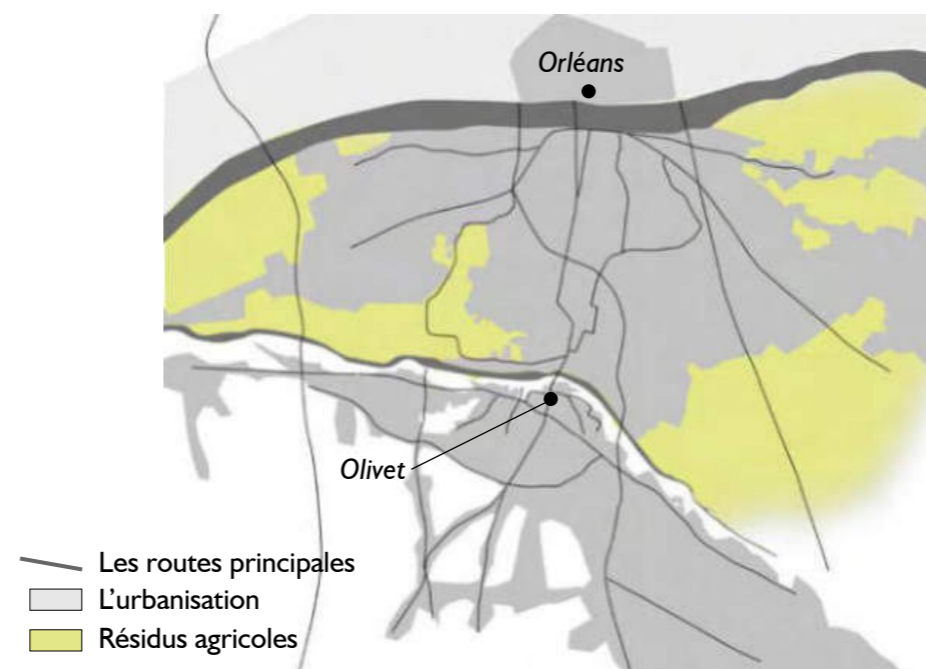 Orléans
Olivet
Les routes principales
L'urbanisation
Résidus agricoles